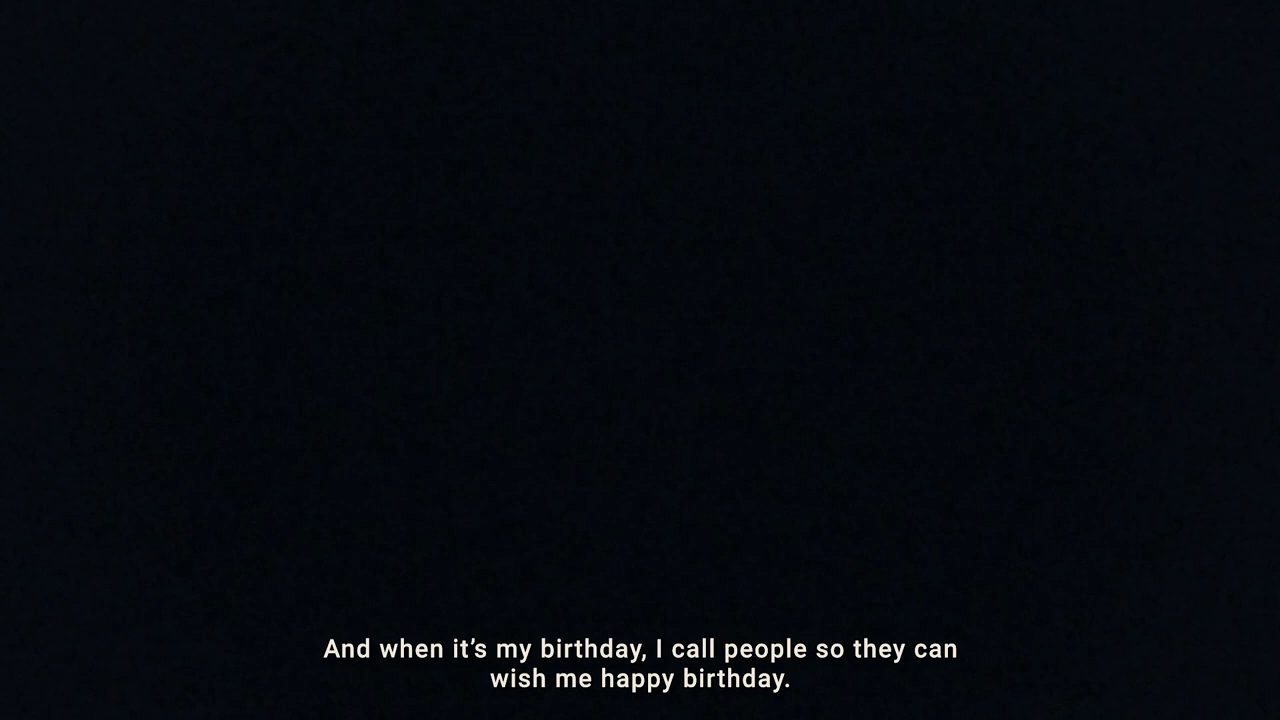 And when it’s my birthday, I call people so they can
wish me happy birthday.